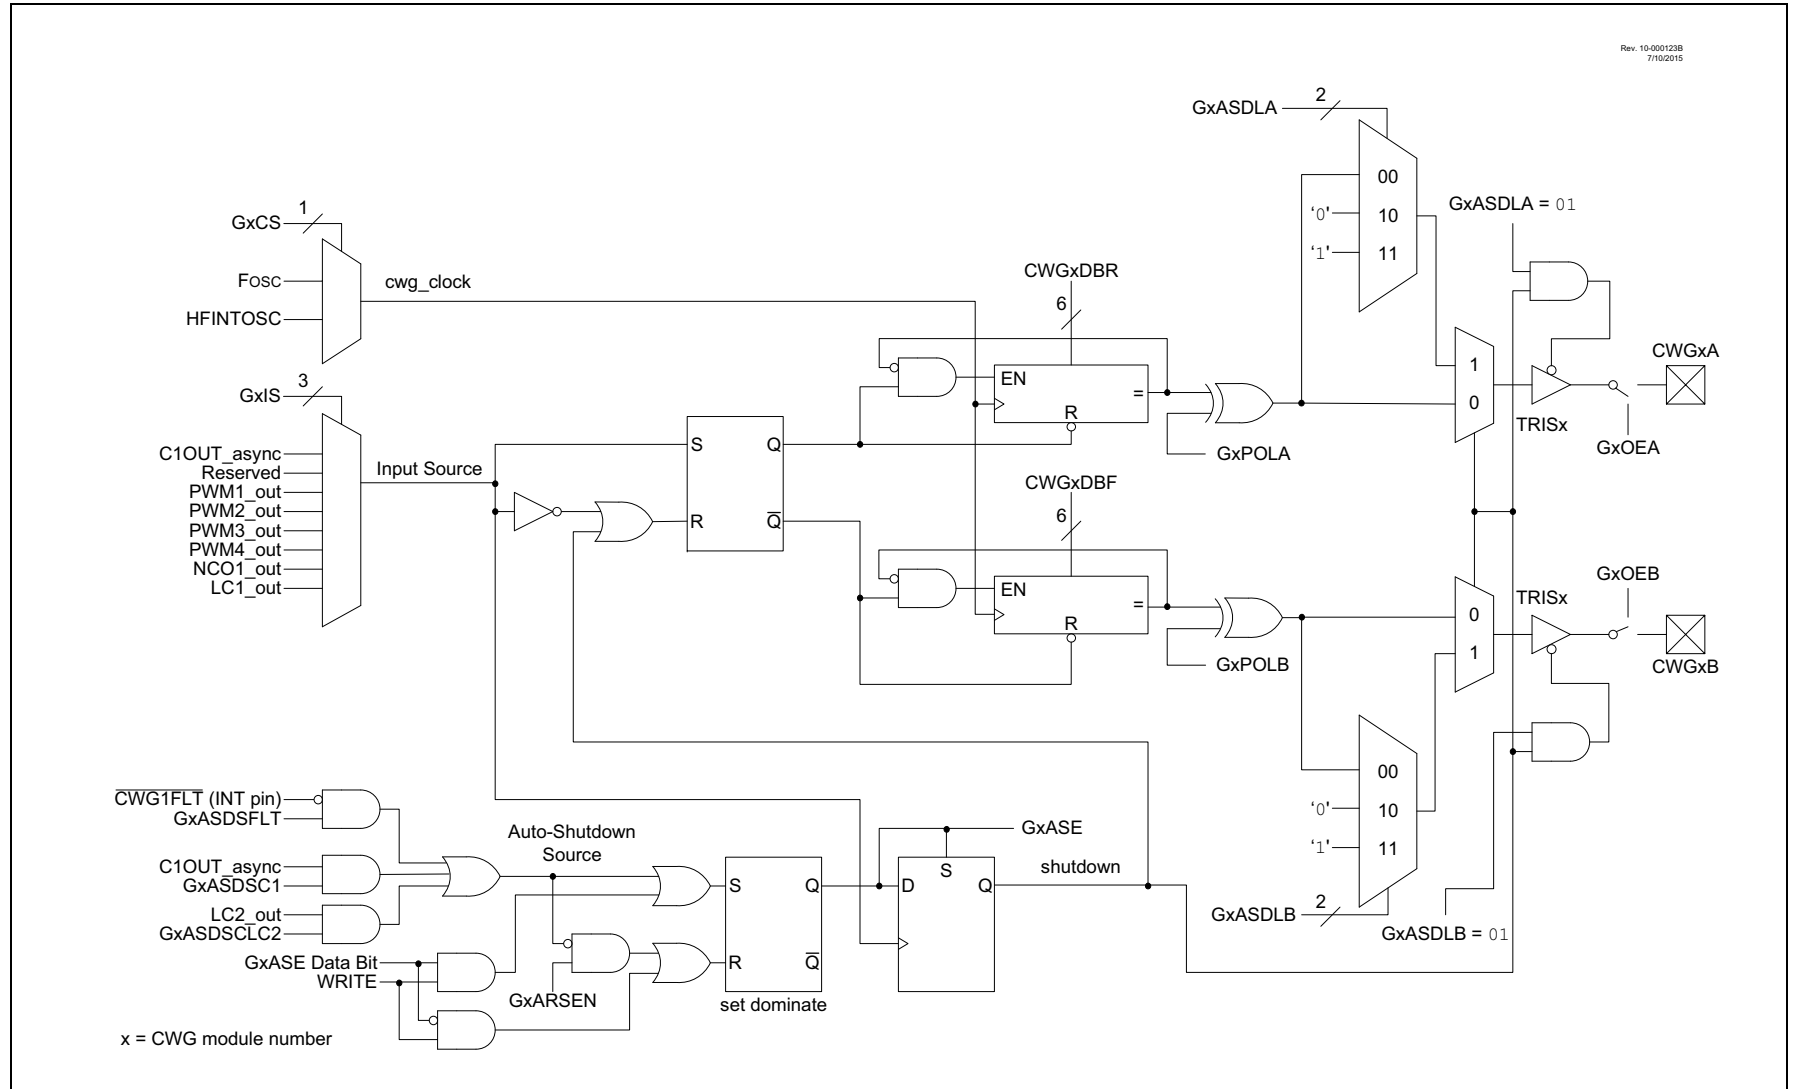 Rev. 10-000123B
7/10/2015
GxASDLA
2
00
'0'
10
'1'
11
GxASDLA = 01
GxCS
1
FOSC
HFINTOSC
cwg_clock
CWGxDBR
6
EN
=
R
GxPOLA
1
0
TRISx
CWGxA
GxOEA
GxIS
3
C1OUT_async
Reserved
PWM1_out
PWM2_out
PWM3_out
PWM4_out
NCO1_out
LC1_out
Input Source
S
Q
R
Q
CWGxDBF
6
EN
=
R
GxPOLB
0
1
TRISx
GxOEB
CWGxB
00
'0'
10
'1'
11
GxASDLB
2
GxASDLB = 01
CWG1FLT (INT pin)
GxASDSFLT
C1OUT_async
GxASDSC1
LC2_out
GxASDSCLC2
GxASE Data Bit
WRITE
Auto-Shutdown
Source
GxARSEN
S
Q
R
Q
set dominate
GxASE
D
S
Q
shutdown
x = CWG module number